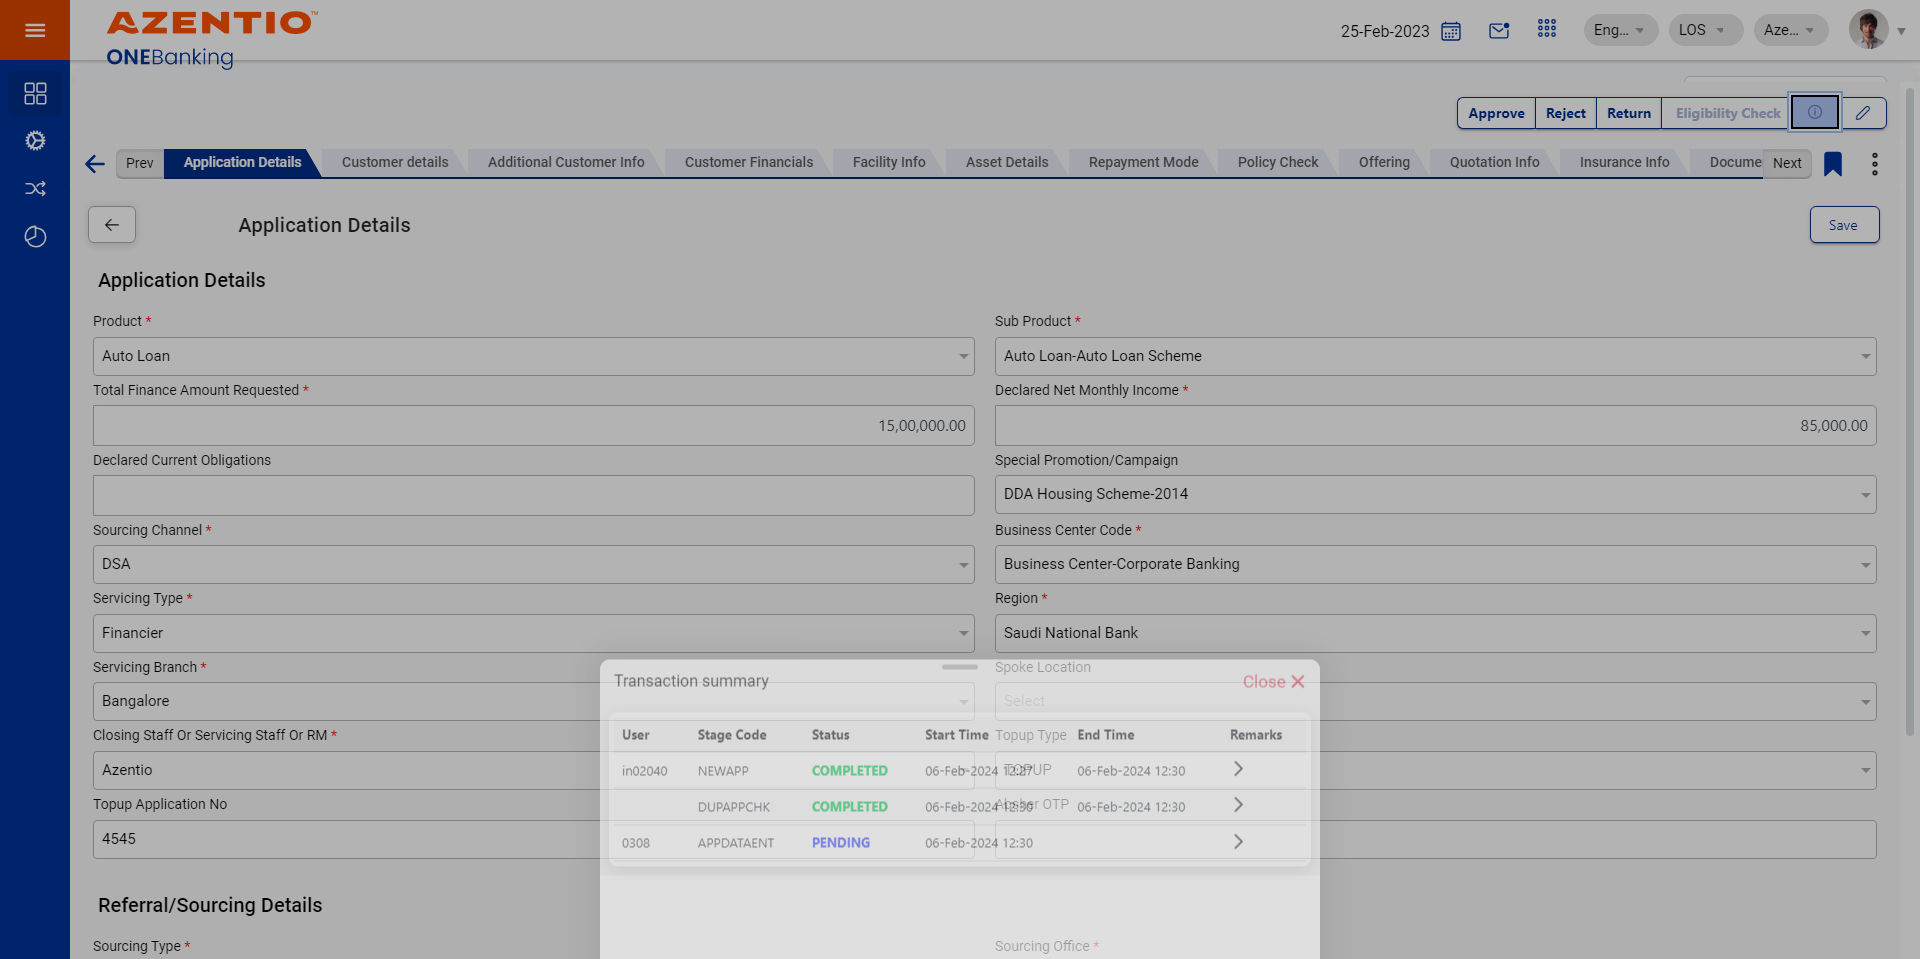 AZENTIO™
ONEBanking
25-Feb-2023
Eng...
LOS
Aze...
Approve
Reject
Return
Eligibility Check
Prev
Application Details
Customer details
Additional Customer Info
Customer Financials
Facility Info
Asset Details
Repayment Mode
Policy Check
Offering
Quotation Info
Insurance Info
Docume
Next
Application Details
Save
Application Details
Product *
Sub Product *
Auto Loan
Auto Loan-Auto Loan Scheme
Total Finance Amount Requested *
Declared Net Monthly Income *
15,00,000.00
85,000.00
Declared Current Obligations
Special Promotion/Campaign
DDA Housing Scheme-2014
Sourcing Channel *
Business Center Code *
DSA
Business Center-Corporate Banking
Servicing Type *
Region *
Financier
Saudi National Bank
Servicing Branch *
Spoke Location
Bangalore
Select
Closing Staff Or Servicing Staff Or RM *
Topup Type
Azentio
TOPUP
Topup Application No
OTP
4545
Transaction summary
Close
User Stage Code Status Start Time End Time Remarks
in02040 NEWAPP COMPLETED 06-Feb-2024 12:27 06-Feb-2024 12:30
DUPAPPCHK COMPLETED 06-Feb-2024 12:30 06-Feb-2024 12:30
0308 APPDATAENT PENDING 06-Feb-2024 12:30
Referral/Sourcing Details
Sourcing Type *
Sourcing Office *